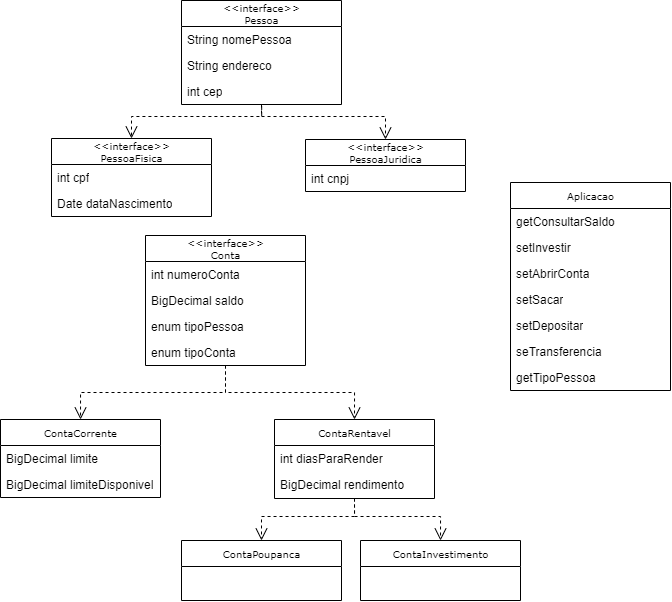 <<interface>>
Pessoa
String nomePessoa
String endereco
int cep
<<interface>>
PessoaFisica
int cpf
Date dataNascimento
<<interface>>
PessoaJuridica
int cnpj
Aplicacao
getConsultarSaldo
setInvestir
setAbrirConta
setSacar
setDepositar
seTransferencia
getTipoPessoa
<<interface>>
Conta
int numeroConta
BigDecimal saldo
enum tipoPessoa
enum tipoConta
ContaCorrente
BigDecimal limite
BigDecimal limiteDisponivel
ContaRentavel
int diasParaRender
BigDecimal rendimento
ContaPoupanca
ContaInvestimento